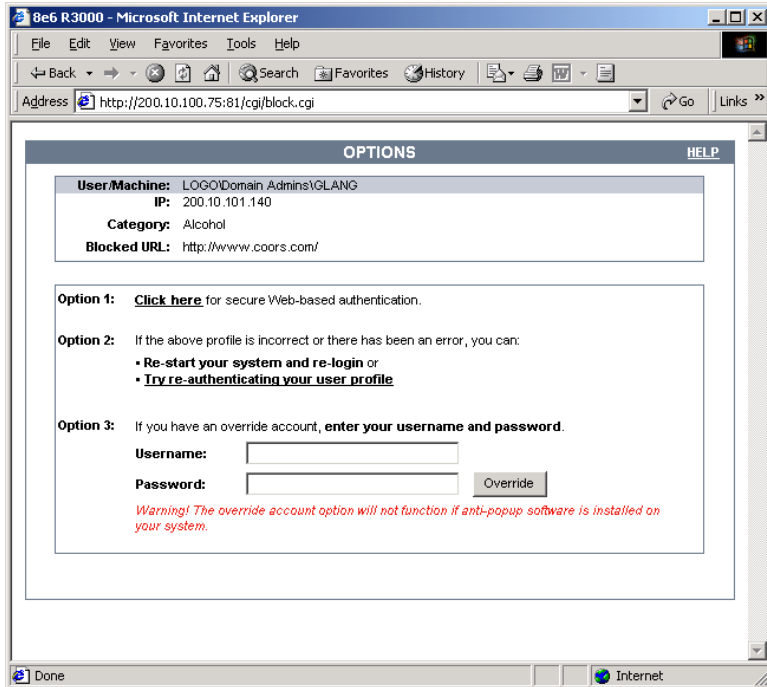 8e6 R3000 - Microsoft Internet Explorer
File Edit View Favorites Tools Help
Back Search Favorites History
Address http://200.10.100.75:81/cgi/block.cgi Go Links »
OPTIONS HELP
User/Machine: LOGO\Domain Admins\GLANG
IP: 200.10.101.140
Category: Alcohol
Blocked URL: http://www.coors.com/
Option 1: Click here for secure Web-based authentication.
Option 2: If the above profile is incorrect or there has been an error, you can:
▪ Re-start your system and re-login or
▪ Try re-authenticating your user profile
Option 3: If you have an override account, enter your username and password.
Username:
Password: Override
Warning! The override account option will not function if anti-popup software is installed on
your system.
Done Internet